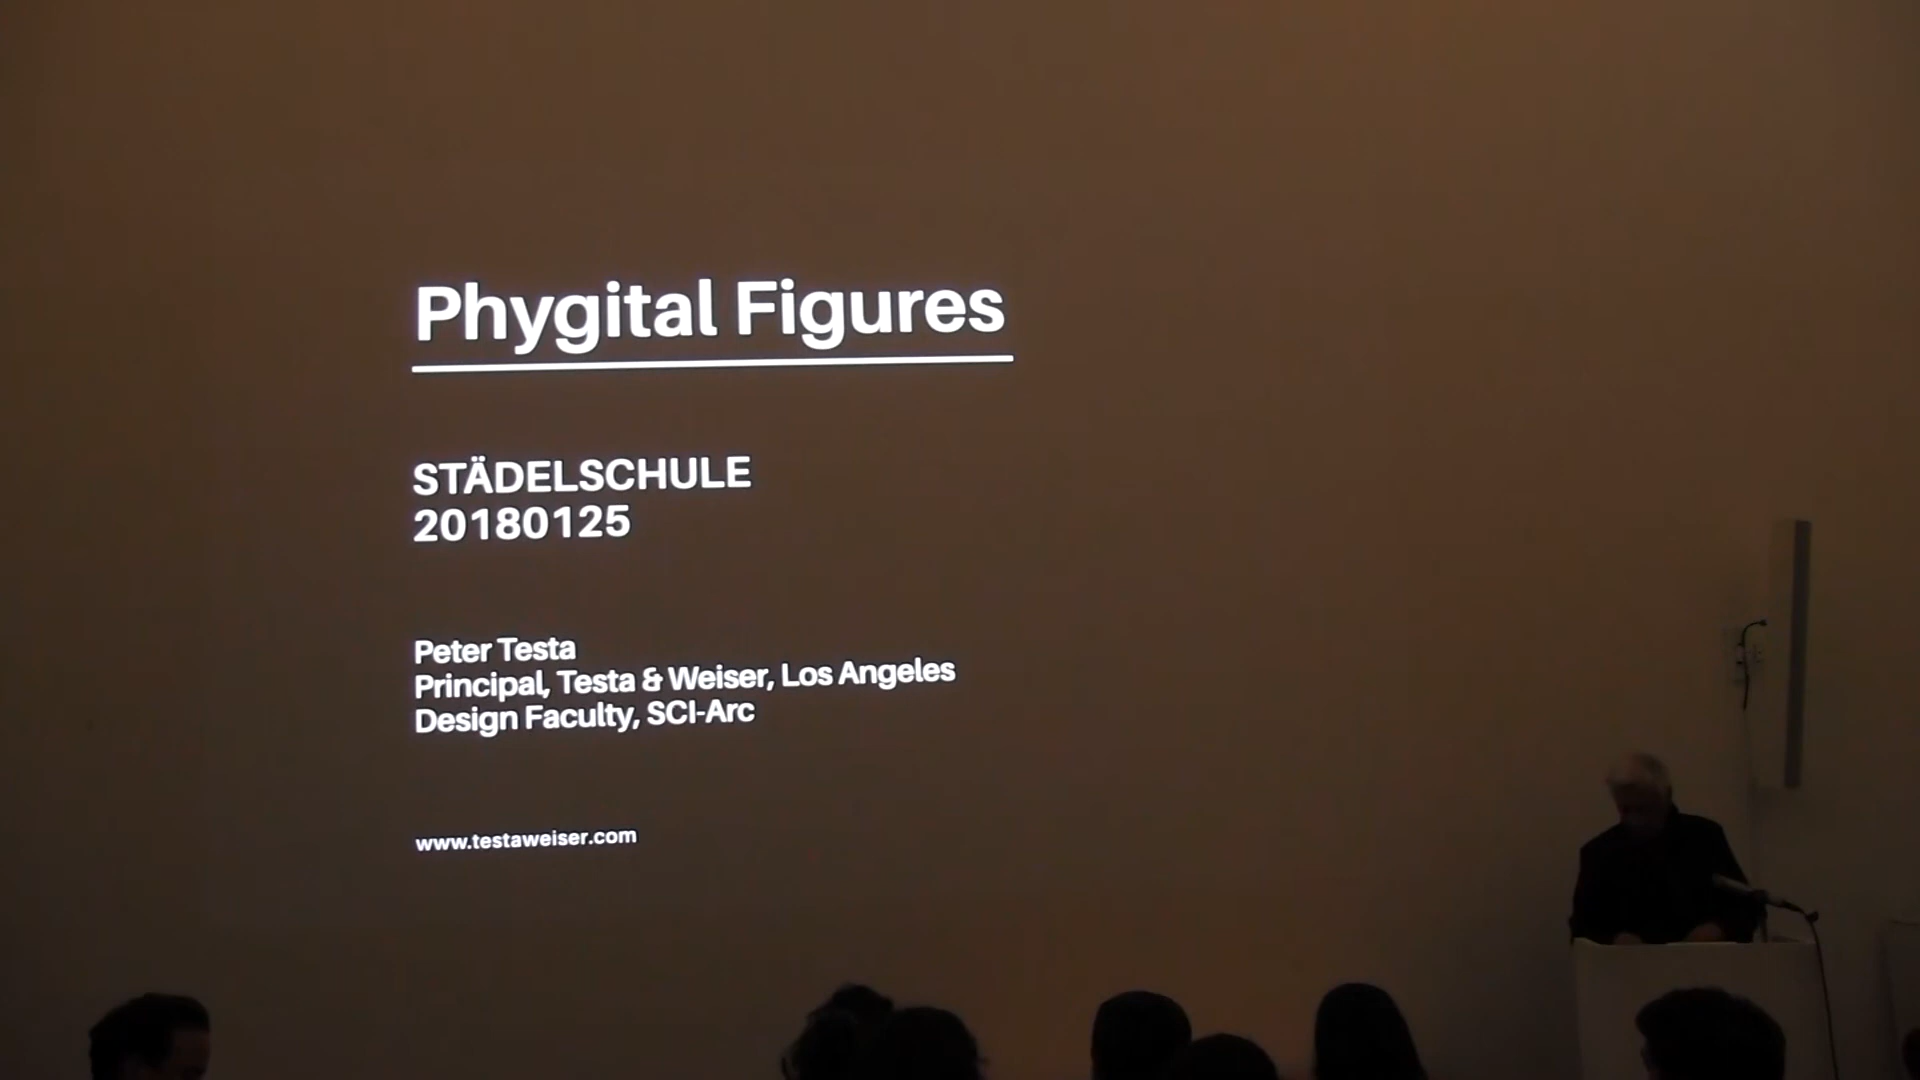 Phygital Figures
STÄDELSCHULE
20180125
Peter Testa
Principal, Testa & Weiser, Los Angeles
Design Faculty, SCI-Arc
www.testaweiser.com